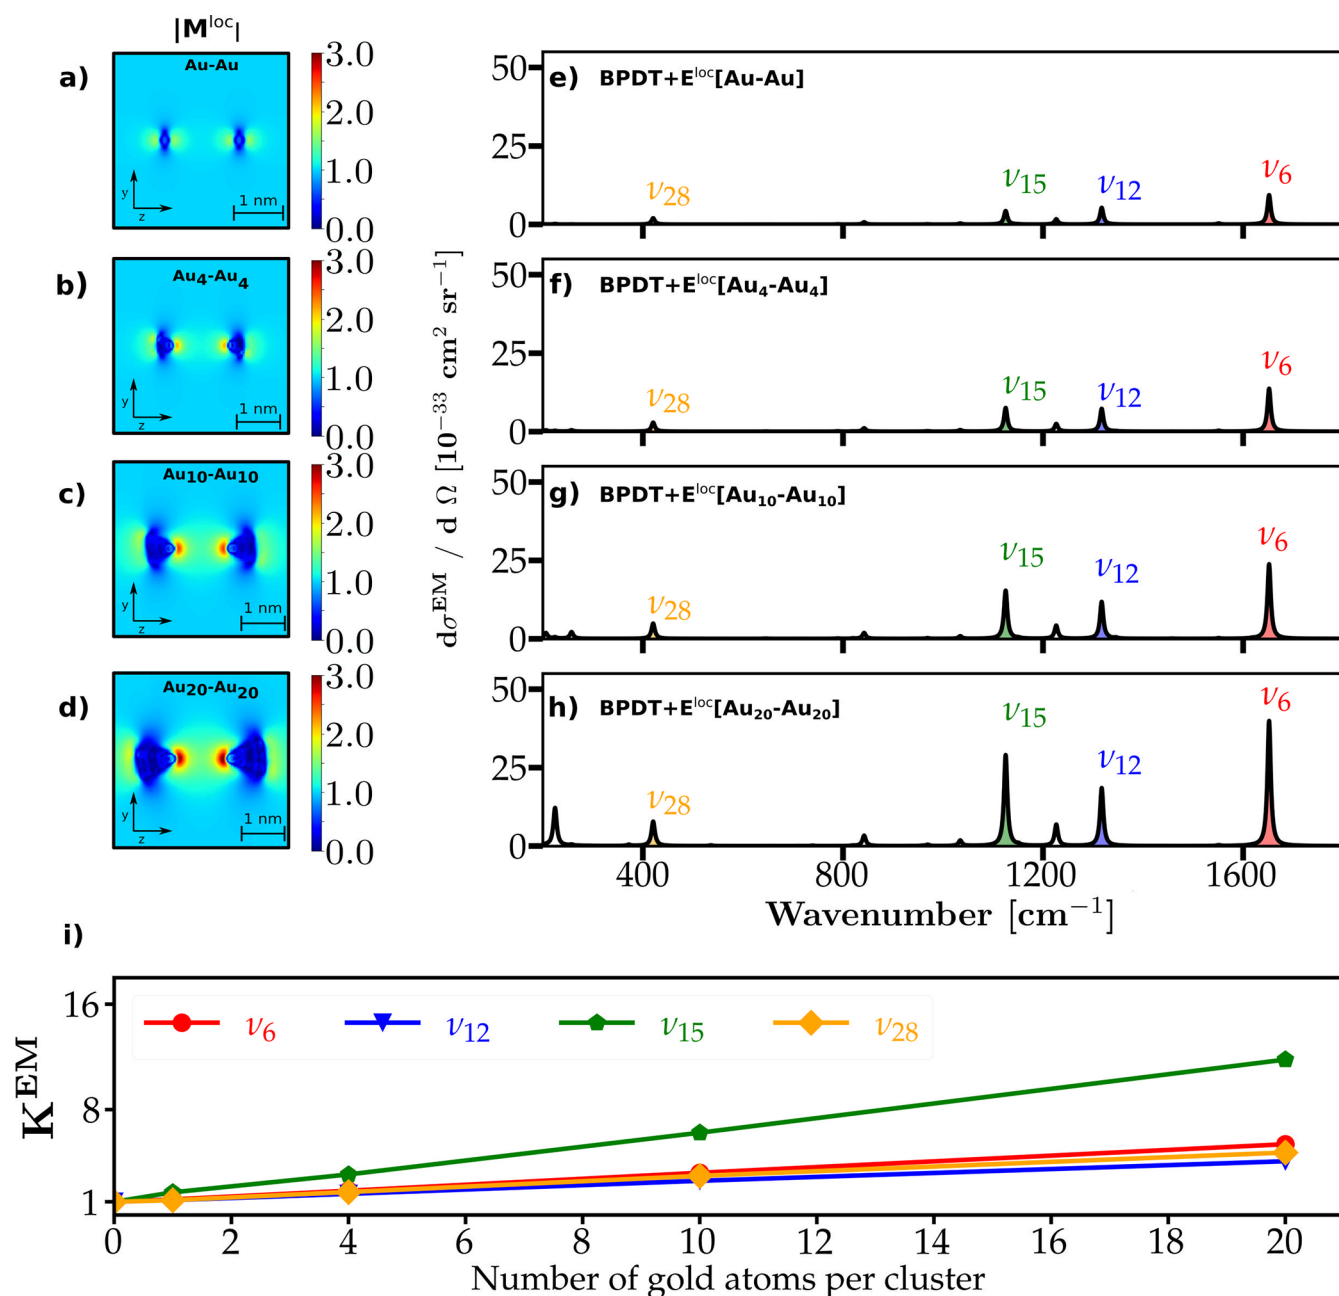 |M^loc|
a)
Au-Au
3.0
2.0
1.0
0.0
y
z
1 nm
b)
Au₄-Au₄
3.0
2.0
1.0
0.0
y
z
1 nm
c)
Au₁₀-Au₁₀
3.0
2.0
1.0
0.0
y
z
1 nm
d)
Au₂₀-Au₂₀
3.0
2.0
1.0
0.0
y
z
1 nm
dσ^EM / d Ω [10⁻³³ cm² sr⁻¹]
50
25
0
e) BPDT+E^loc[Au-Au]
ν₂₈
ν₁₅
ν₁₂
ν₆
50
25
0
f) BPDT+E^loc[Au₄-Au₄]
ν₂₈
ν₁₅
ν₁₂
ν₆
50
25
0
g) BPDT+E^loc[Au₁₀-Au₁₀]
ν₂₈
ν₁₅
ν₁₂
ν₆
50
25
0
h) BPDT+E^loc[Au₂₀-Au₂₀]
ν₂₈
ν₁₅
ν₁₂
ν₆
400 800 1200 1600
Wavenumber [cm⁻¹]
i)
K^EM
16
8
1
ν₆ ν₁₂ ν₁₅ ν₂₈
0 2 4 6 8 10 12 14 16 18 20
Number of gold atoms per cluster